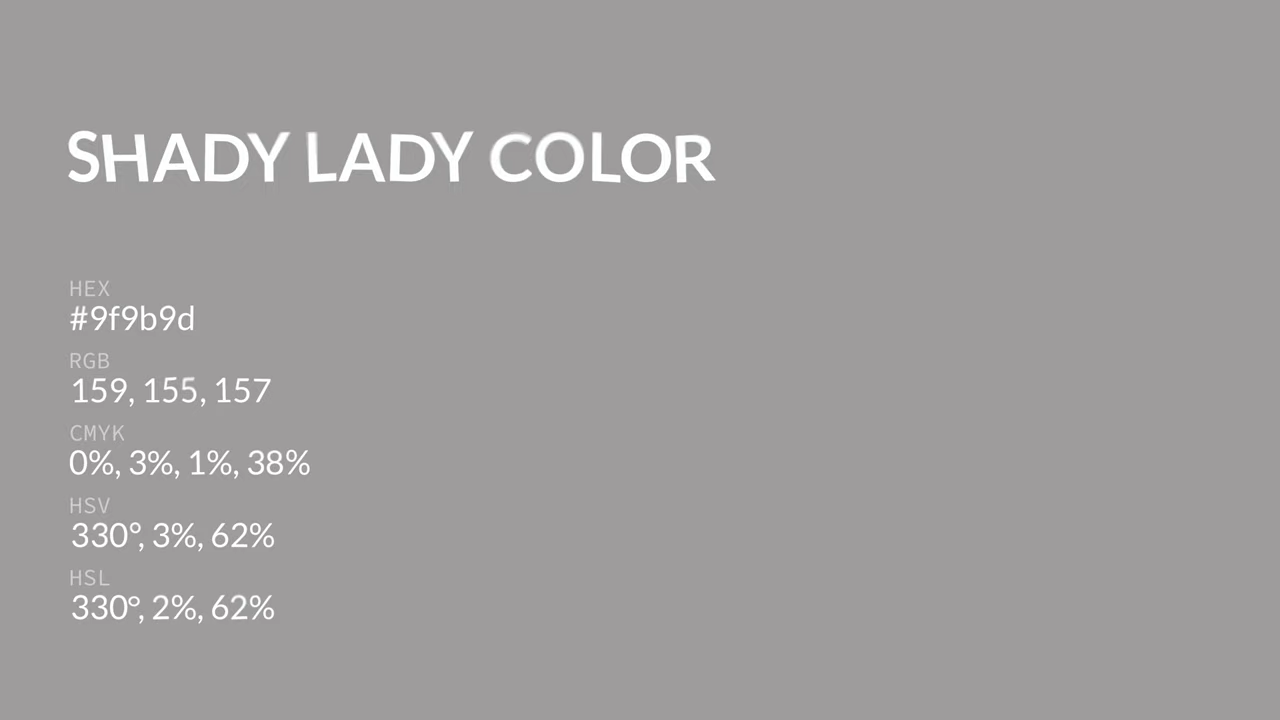 SHADY LADY COLOR
HEX
#9f9b9d
RGB
159, 155, 157
CMYK
0%, 3%, 1%, 38%
HSV
330°, 3%, 62%
HSL
330°, 2%, 62%